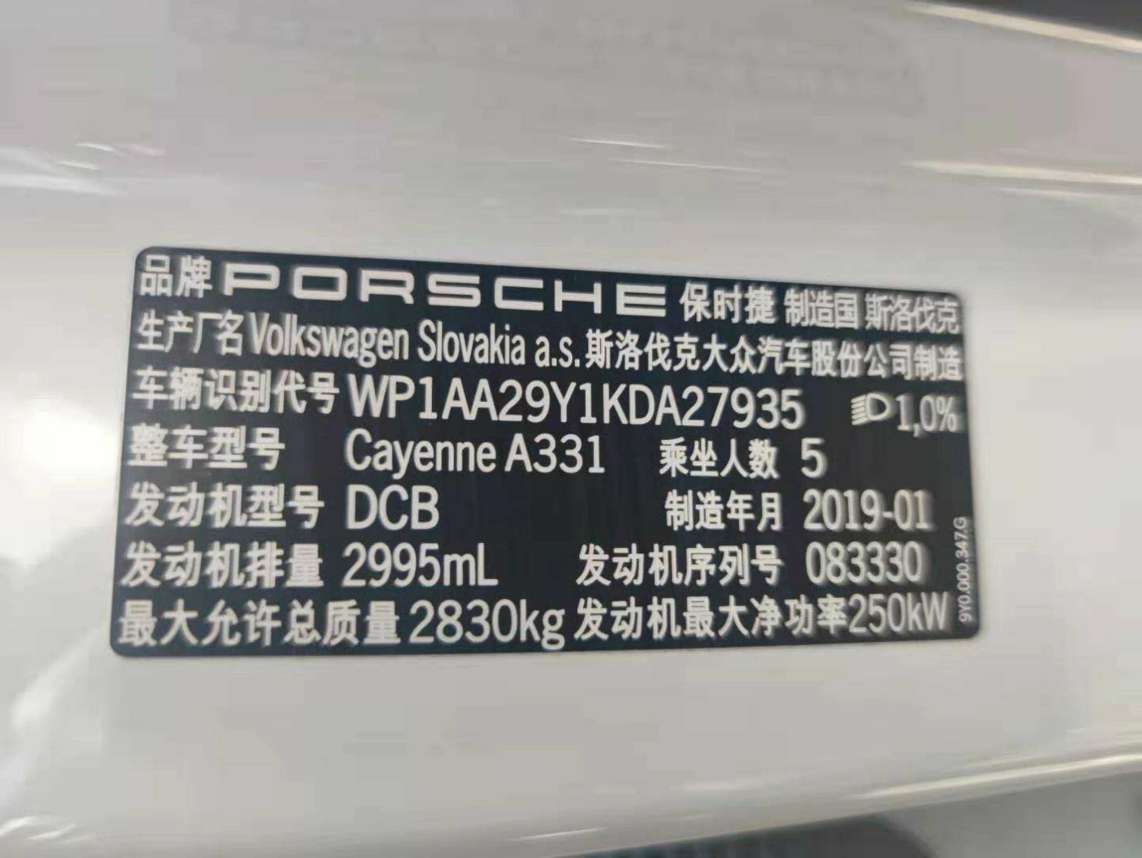 品牌 PORSCHE 保时捷 制造国 斯洛伐克
生产厂名 Volkswagen Slovakia a.s. 斯洛伐克大众汽车股份公司制造
车辆识别代号 WP1AA29Y1KDA27935 1,0%
整车型号 Cayenne A331 乘坐人数 5
发动机型号 DCB 制造年月 2019-01
发动机排量 2995mL 发动机序列号 083330
最大允许总质量 2830kg 发动机最大净功率 250kW
9Y0.000.347.G